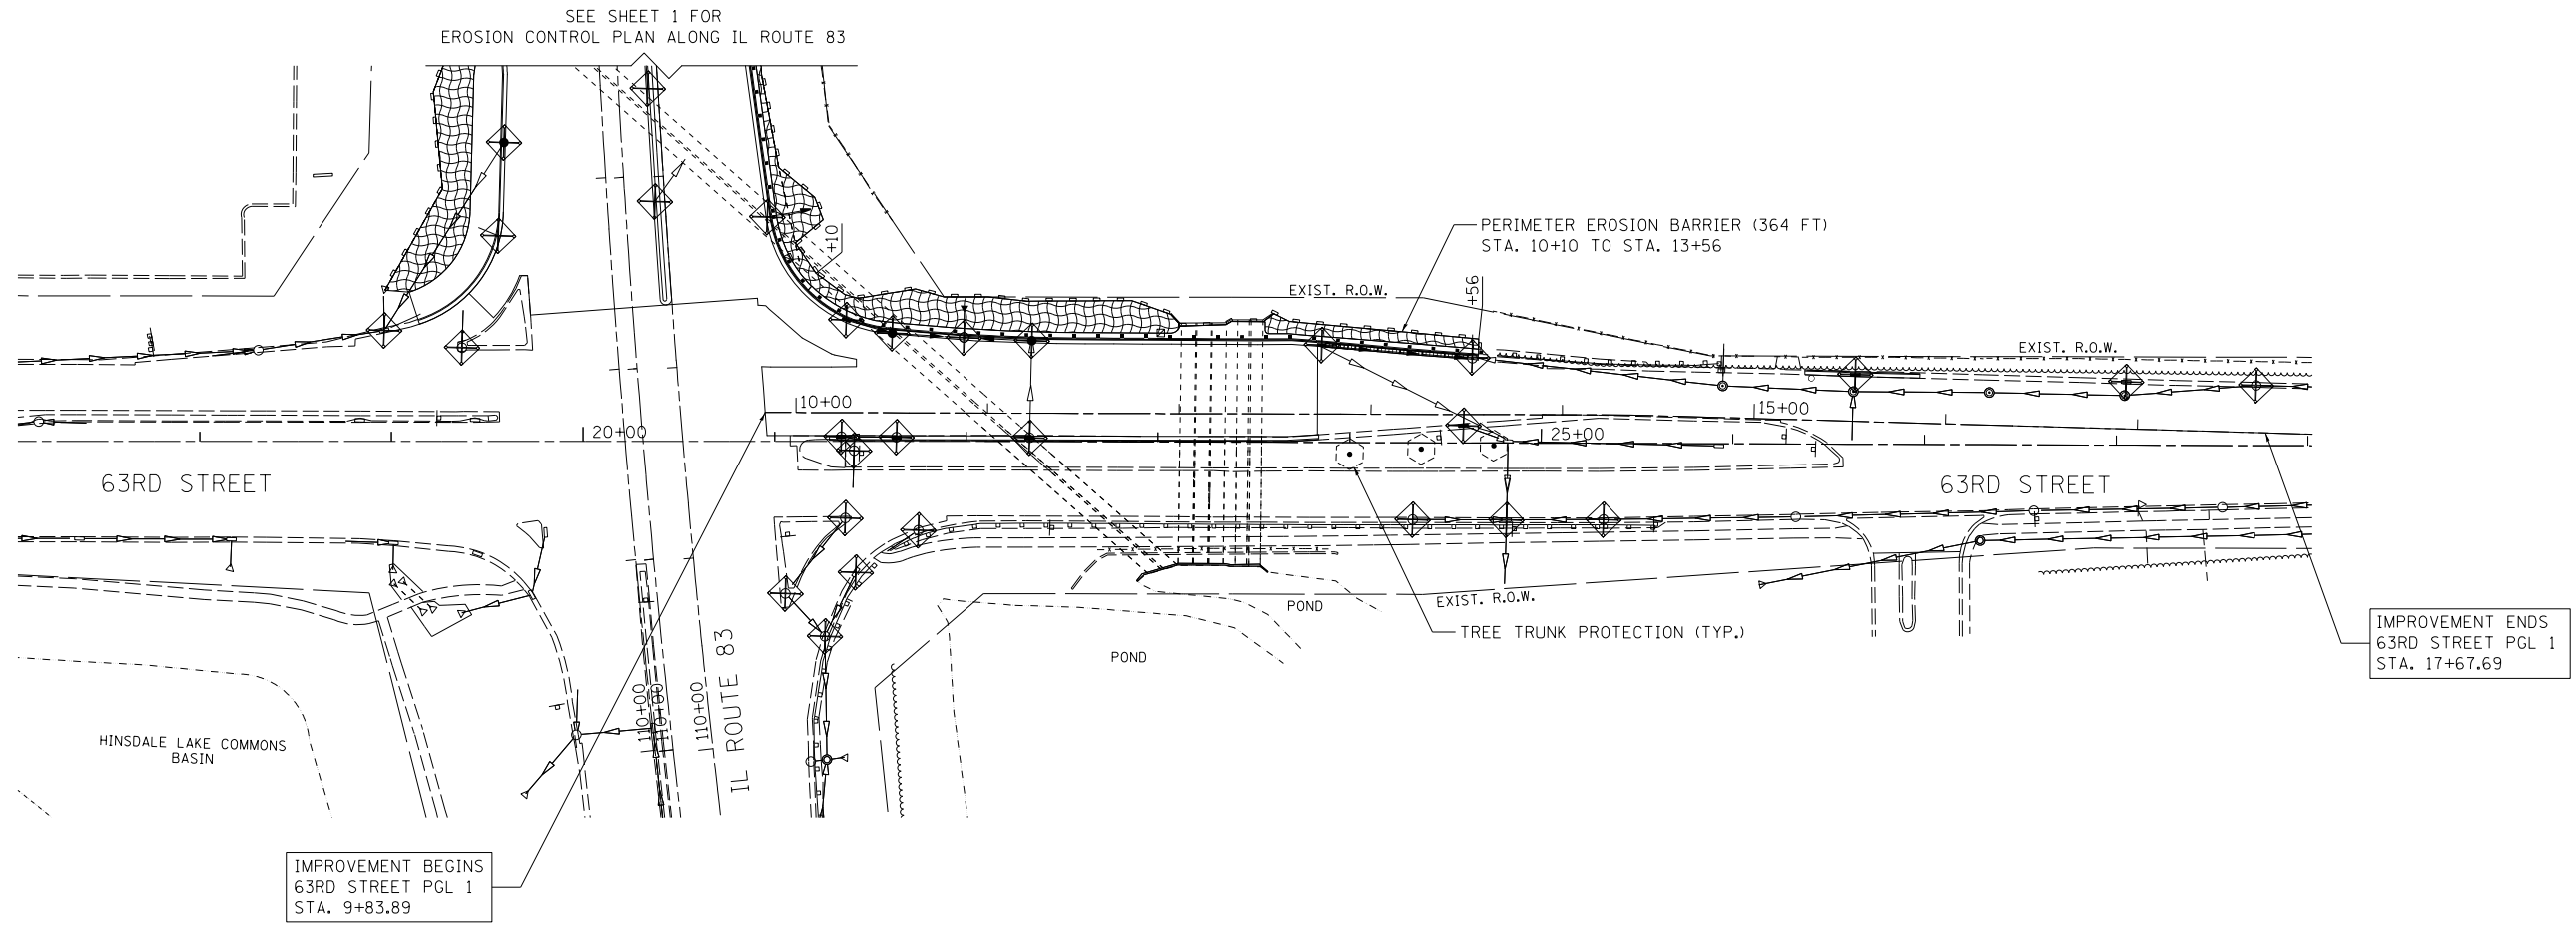 SEE SHEET 1 FOR
EROSION CONTROL PLAN ALONG IL ROUTE 83
+10
PERIMETER EROSION BARRIER (364 FT)
STA. 10+10 TO STA. 13+56
EXIST. R.O.W.
+56
EXIST. R.O.W.
10+00
15+00
20+00
25+00
63RD STREET
63RD STREET
EXIST. R.O.W.
POND
TREE TRUNK PROTECTION (TYP.)
POND
IMPROVEMENT ENDS
63RD STREET PGL 1
STA. 17+67.69
110+00
110+00
110+00
IL ROUTE 83
HINSDALE LAKE COMMONS
BASIN
IMPROVEMENT BEGINS
63RD STREET PGL 1
STA. 9+83.89